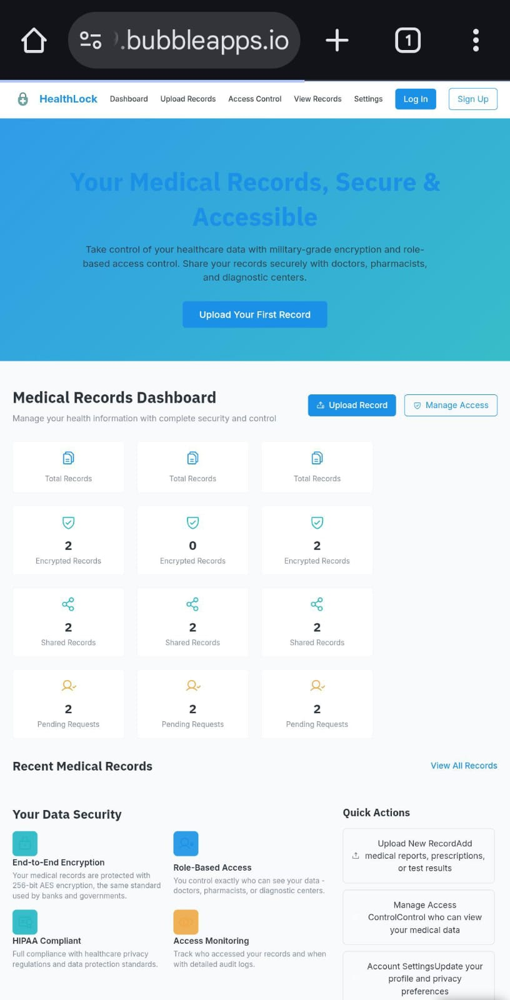 .bubbleapps.io
1
HealthLock Dashboard Upload Records Access Control View Records Settings Log In Sign Up
Your Medical Records, Secure &
Accessible
Take control of your healthcare data with military-grade encryption and role-
based access control. Share your records securely with doctors, pharmacists,
and diagnostic centers.
Upload Your First Record
Medical Records Dashboard
Manage your health information with complete security and control
Upload Record
Manage Access
Total Records Total Records Total Records
2 0 2
Encrypted Records Encrypted Records Encrypted Records
2 2 2
Shared Records Shared Records Shared Records
2 2 2
Pending Requests Pending Requests Pending Requests
Recent Medical Records
View All Records
Your Data Security
End-to-End Encryption
Your medical records are protected with
256-bit AES encryption, the same standard
used by banks and governments.
Role-Based Access
You control exactly who can see your data -
doctors, pharmacists, or diagnostic centers.
HIPAA Compliant
Full compliance with healthcare privacy
regulations and data protection standards.
Access Monitoring
Track who accessed your records and when
with detailed audit logs.
Quick Actions
Upload New RecordAdd
medical reports, prescriptions,
or test results
Manage Access
ControlControl who can view
your medical data
Account SettingsUpdate your
profile and privacy
preferences